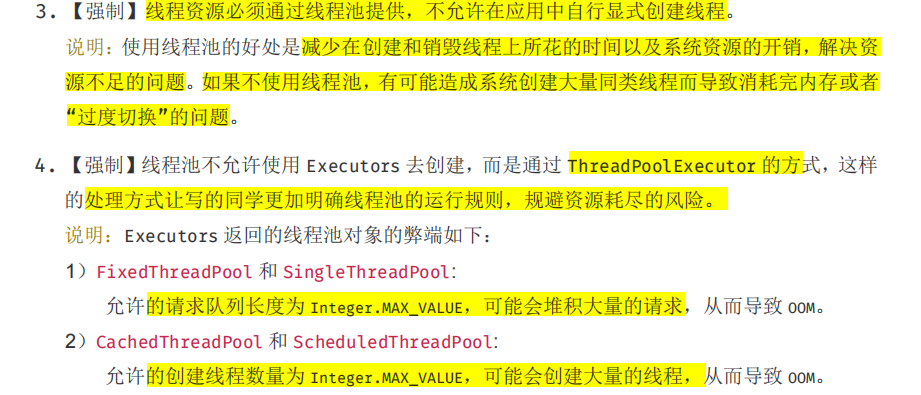 3. 【强制】线程资源必须通过线程池提供，不允许在应用中自行显式创建线程。
说明：使用线程池的好处是减少在创建和销毁线程上所花的时间以及系统资源的开销，解决资
源不足的问题。如果不使用线程池，有可能造成系统创建大量同类线程而导致消耗完内存或者
“过度切换”的问题。
4. 【强制】线程池不允许使用 Executors 去创建，而是通过 ThreadPoolExecutor 的方式，这样
的处理方式让写的同学更加明确线程池的运行规则，规避资源耗尽的风险。
说明：Executors 返回的线程池对象的弊端如下：
1）FixedThreadPool 和 SingleThreadPool:
允许的请求队列长度为 Integer.MAX_VALUE，可能会堆积大量的请求，从而导致 OOM。
2）CachedThreadPool 和 ScheduledThreadPool:
允许的创建线程数量为 Integer.MAX_VALUE，可能会创建大量的线程，从而导致 OOM。